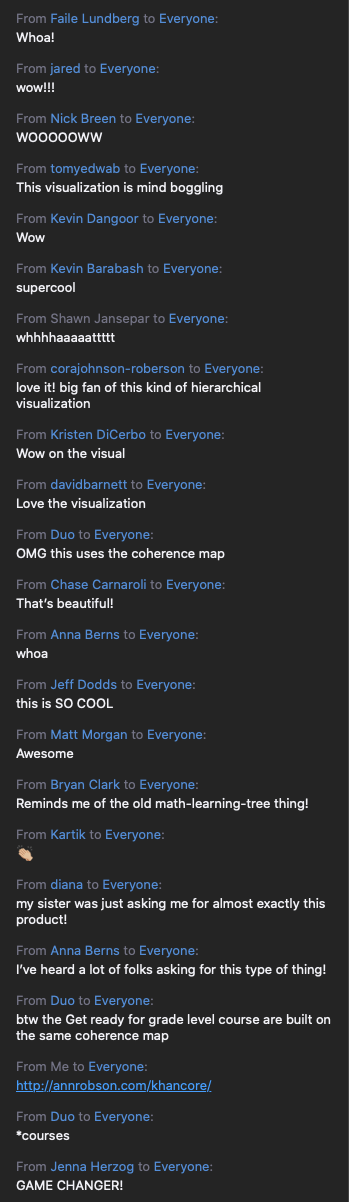 From Faile Lundberg to Everyone:
Whoa!
From jared to Everyone:
wow!!!
From Nick Breen to Everyone:
WOOOOOWW
From tomyedwab to Everyone:
This visualization is mind boggling
From Kevin Dangoor to Everyone:
Wow
From Kevin Barabash to Everyone:
supercool
From Shawn Jansepar to Everyone:
whhhhaaaaattttt
From corajohnson-roberson to Everyone:
love it! big fan of this kind of hierarchical
visualization
From Kristen DiCerbo to Everyone:
Wow on the visual
From davidbarnett to Everyone:
Love the visualization
From Duo to Everyone:
OMG this uses the coherence map
From Chase Carnaroli to Everyone:
That's beautiful!
From Anna Berns to Everyone:
whoa
From Jeff Dodds to Everyone:
this is SO COOL
From Matt Morgan to Everyone:
Awesome
From Bryan Clark to Everyone:
Reminds me of the old math-learning-tree thing!
From Kartik to Everyone:
👏🏼
From diana to Everyone:
my sister was just asking me for almost exactly this
product!
From Anna Berns to Everyone:
I've heard a lot of folks asking for this type of thing!
From Duo to Everyone:
btw the Get ready for grade level course are built on
the same coherence map
From Me to Everyone:
http://annrobson.com/khancore/
From Duo to Everyone:
*courses
From Jenna Herzog to Everyone:
GAME CHANGER!